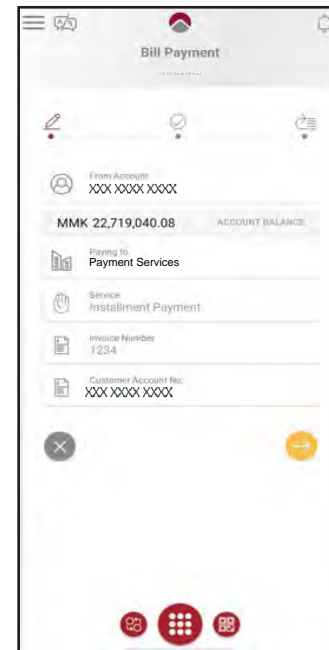 Bill Payment
From Account
XXX XXXX XXXX
MMK 22,719,040.08 ACCOUNT BALANCE
Paying to
Payment Services
Service
Installment Payment
Invoice Number
1234
Customer Account No.
XXX XXXX XXXX